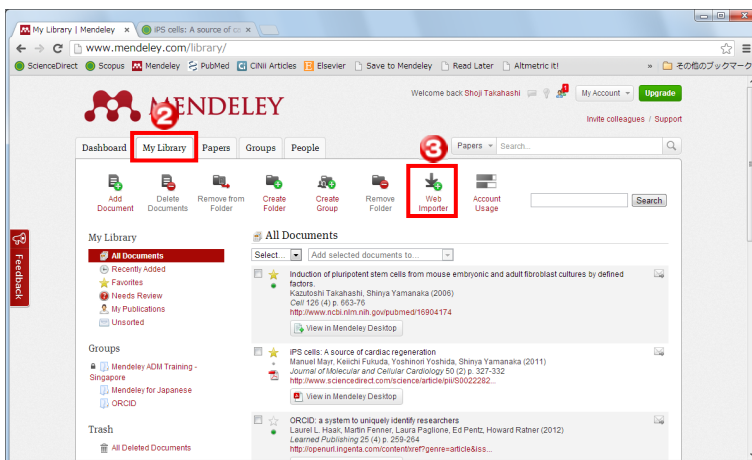 My Library | Mendeley
iPS cells: A source of ca
www.mendeley.com/library/
ScienceDirect Scopus Mendeley PubMed CiNii Articles Elsevier Save to Mendeley Read Later Altmetric it! » その他のブックマーク
MENDELEY
Welcome back Shoji Takahashi My Account Upgrade
Invite colleagues / Support
2
3
Dashboard My Library Papers Groups People Papers Search...
Add Document
Delete Documents
Remove from Folder
Create Folder
Create Group
Remove Folder
Web Importer
Account Usage
Search
Feedback
My Library
All Documents
Recently Added
Favorites
Needs Review
My Publications
Unsorted
Groups
Mendeley ADM Training -
Singapore
Mendeley for Japanese
ORCID
Trash
All Deleted Documents
All Documents
Select... Add selected documents to...
Induction of pluripotent stem cells from mouse embryonic and adult fibroblast cultures by defined
factors.
Kazutoshi Takahashi, Shinya Yamanaka (2006)
Cell 126 (4) p. 663-76
http://www.ncbi.nlm.nih.gov/pubmed/16904174
View in Mendeley Desktop
iPS cells: A source of cardiac regeneration
Manuel Mayr, Keiichi Fukuda, Yoshinori Yoshida, Shinya Yamanaka (2011)
Journal of Molecular and Cellular Cardiology 50 (2) p. 327-332
http://www.sciencedirect.com/science/article/pii/S0022282...
View in Mendeley Desktop
ORCID: a system to uniquely identify researchers
Laurel L. Haak, Martin Fenner, Laura Paglione, Ed Pentz, Howard Ratner (2012)
Learned Publishing 25 (4) p. 259-264
http://openurl.ingenta.com/content/xref?genre=article&iss...